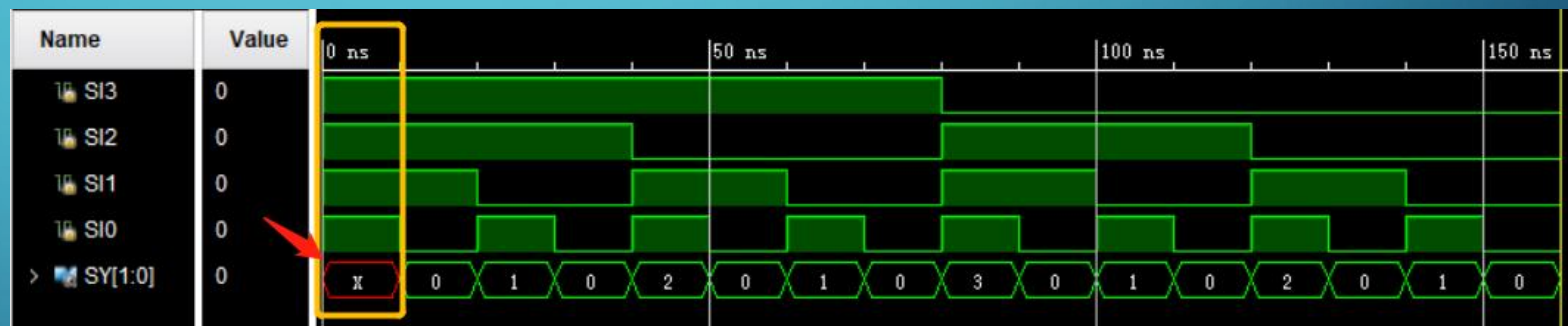 Name Value 0 ns 50 ns 100 ns 150 ns
SI3 0
SI2 0
SI1 0
SI0 0
> SY[1:0] 0 X 0 1 0 2 0 1 0 3 0 1 0 2 0 1 0